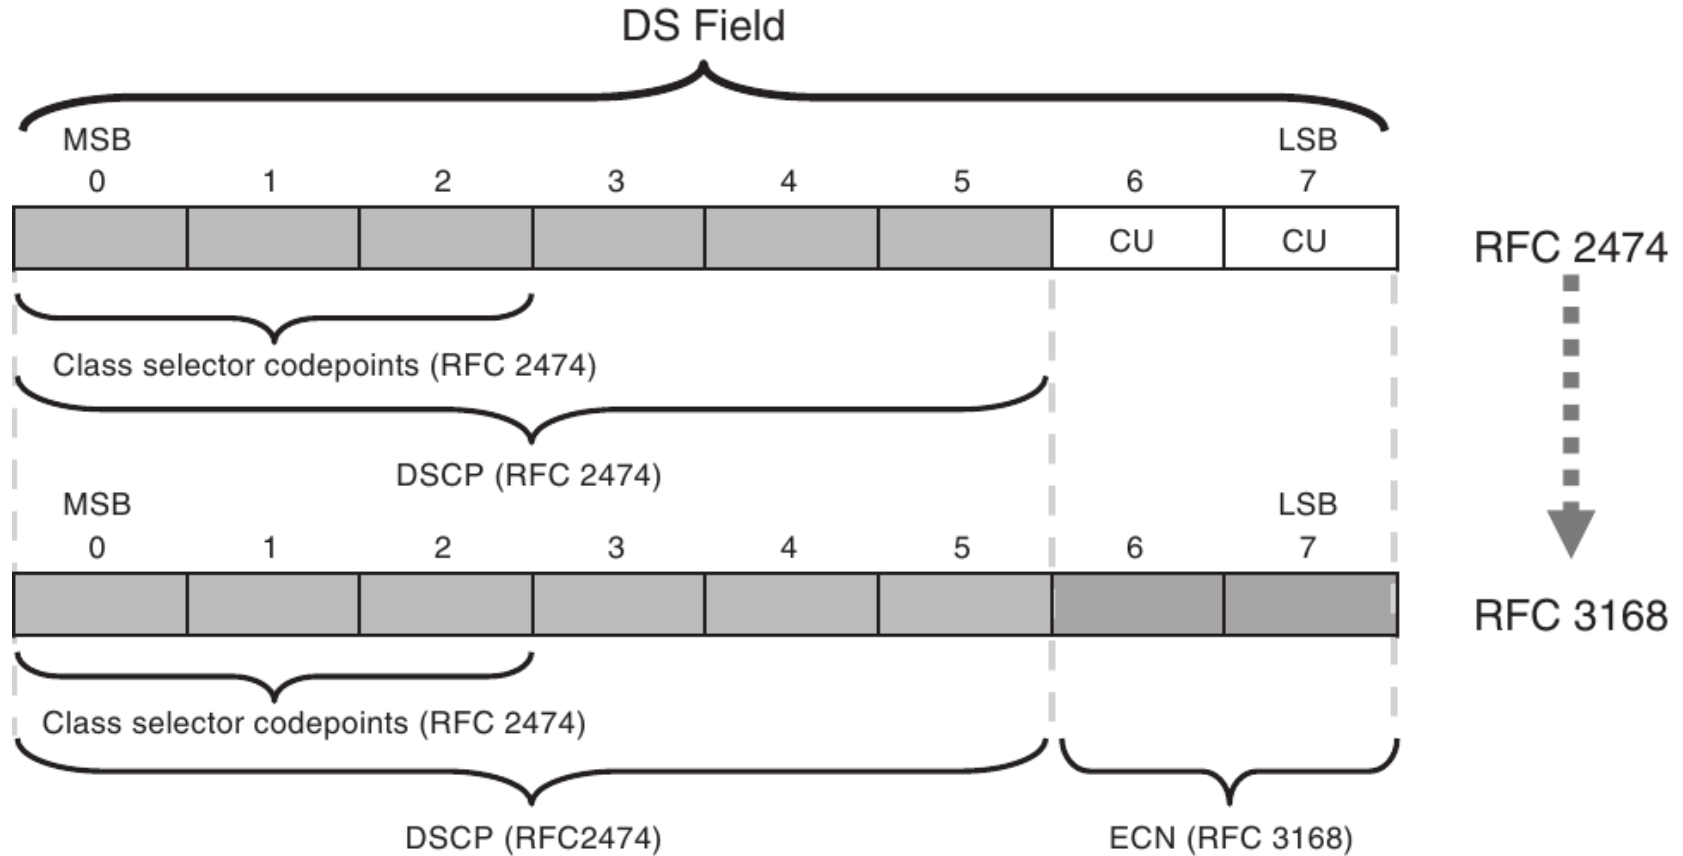 DS Field
MSB LSB
0 1 2 3 4 5 6 7
CU CU RFC 2474
Class selector codepoints (RFC 2474)
DSCP (RFC 2474)
MSB LSB
0 1 2 3 4 5 6 7
RFC 3168
Class selector codepoints (RFC 2474)
DSCP (RFC2474) ECN (RFC 3168)